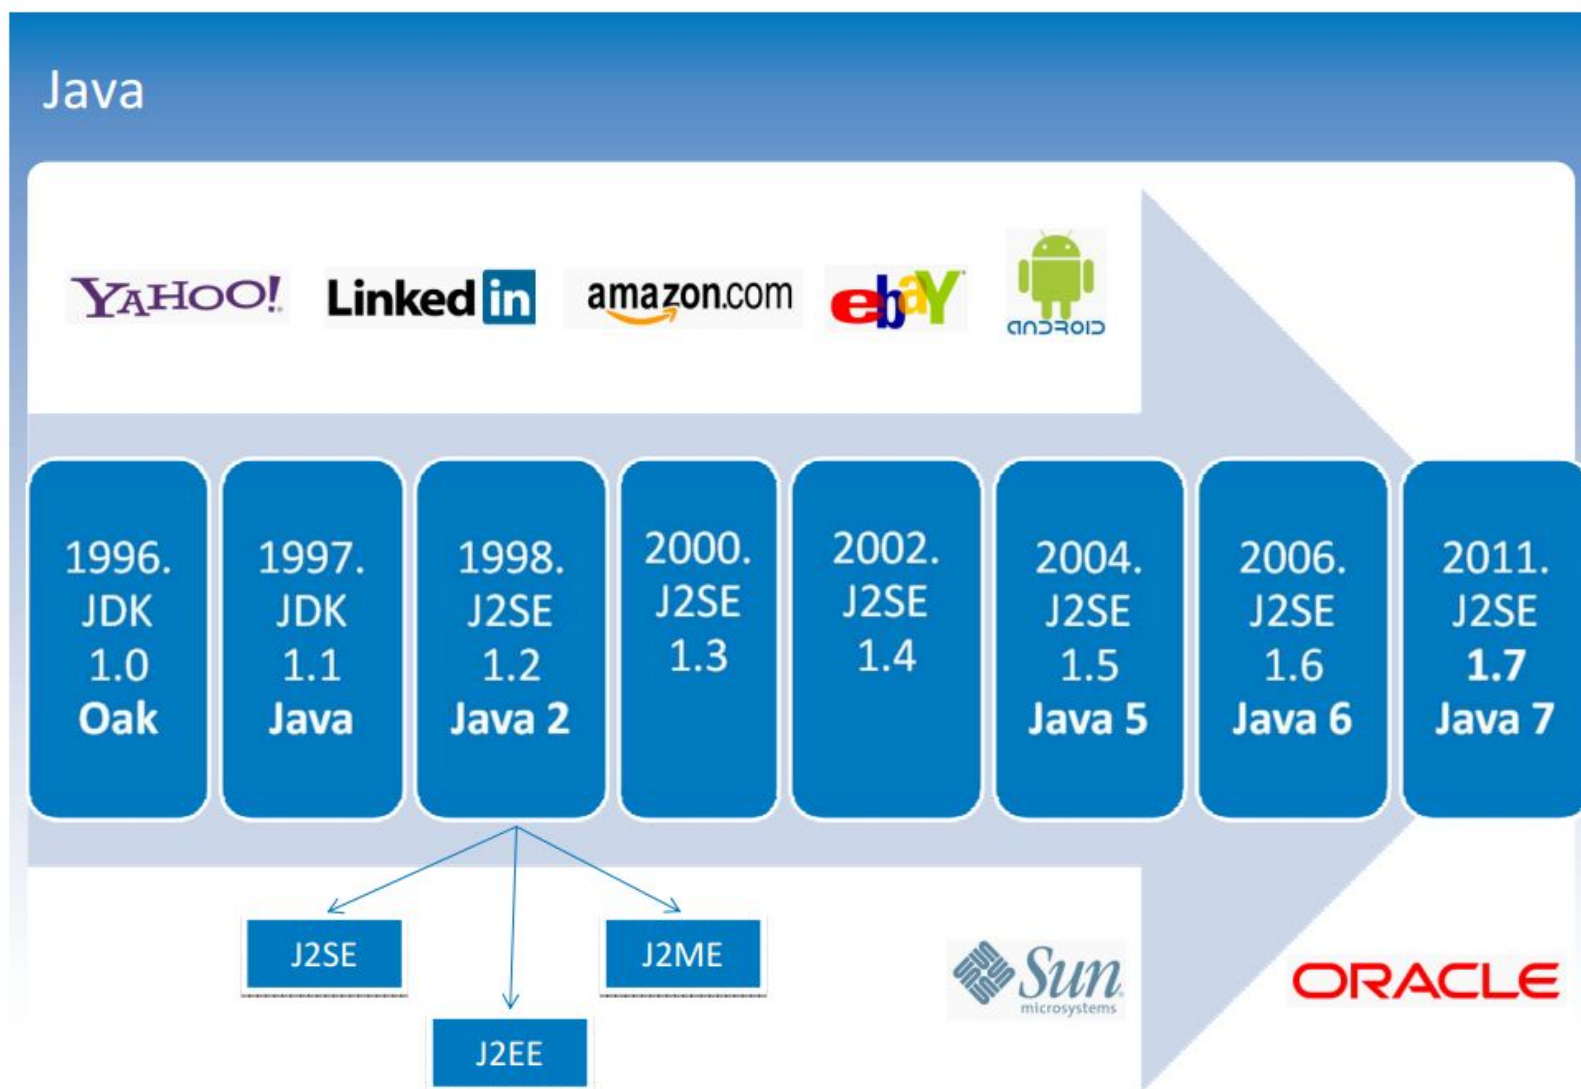 Java
YAHOO!
Linked in
amazon.com
ebaY
ANDROID
1996.
JDK
1.0
Oak
1997.
JDK
1.1
Java
1998.
J2SE
1.2
Java 2
2000.
J2SE
1.3
2002.
J2SE
1.4
2004.
J2SE
1.5
Java 5
2006.
J2SE
1.6
Java 6
2011.
J2SE
1.7
Java 7
J2SE
J2EE
J2ME
Sun
microsystems
ORACLE